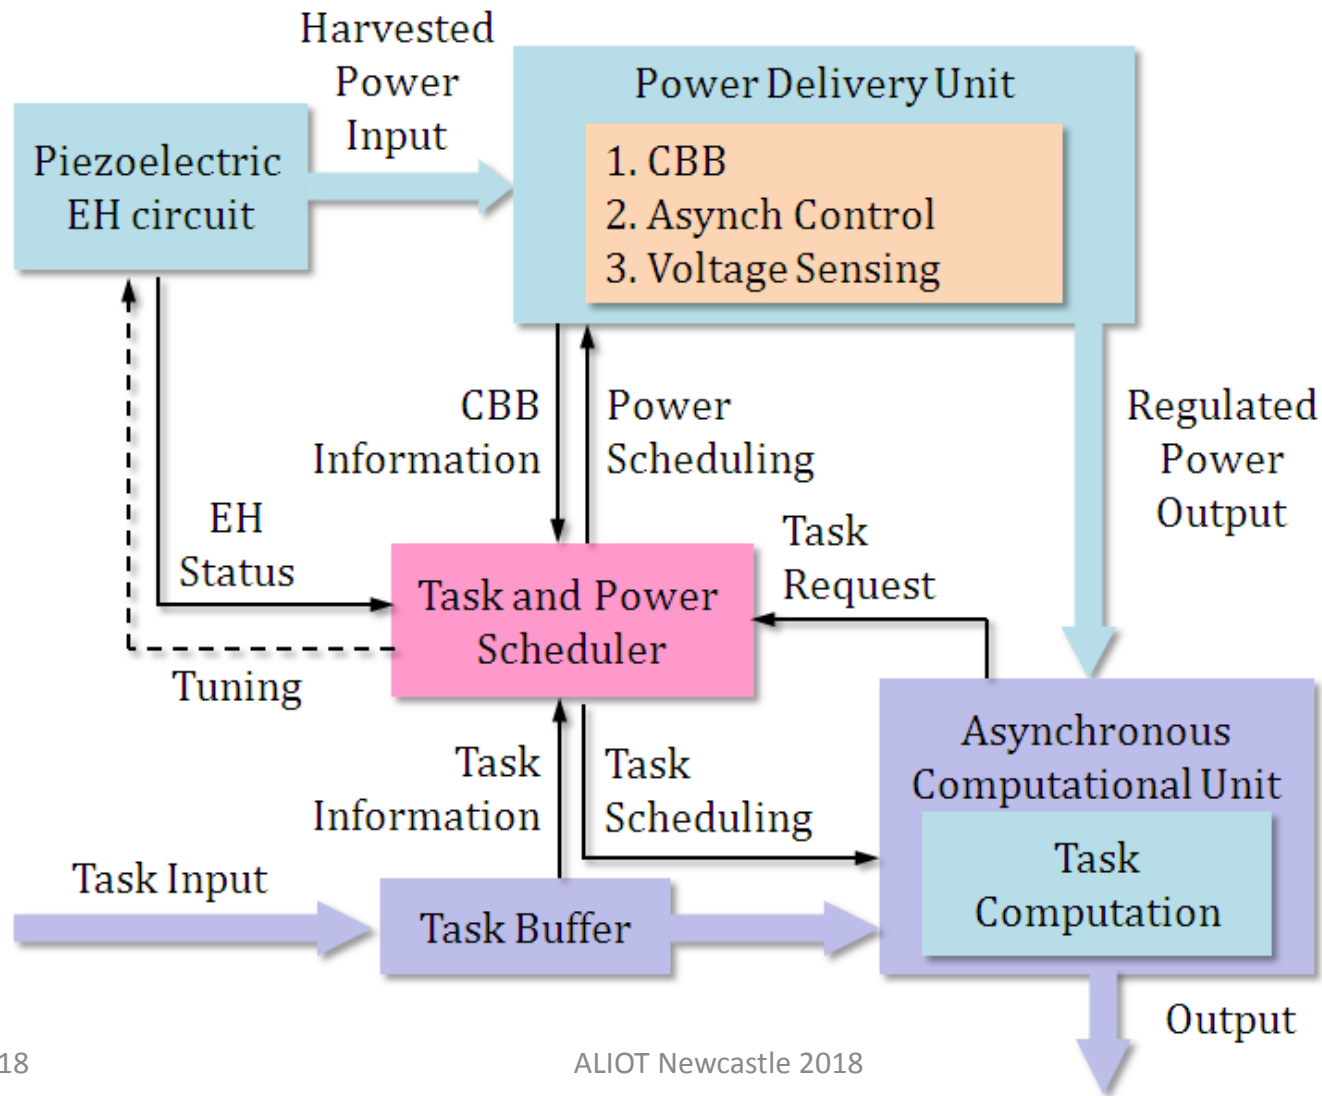 Harvested
Power
Input
Power Delivery Unit
1. CBB
2. Asynch Control
3. Voltage Sensing
Piezoelectric
EH circuit
CBB
Information
Power
Scheduling
Regulated
Power
Output
EH
Status
Task
Request
Task and Power
Scheduler
Tuning
Task
Information
Task
Scheduling
Asynchronous
Computational Unit
Task
Computation
Task Input
Task Buffer
Output
18
ALIOT Newcastle 2018